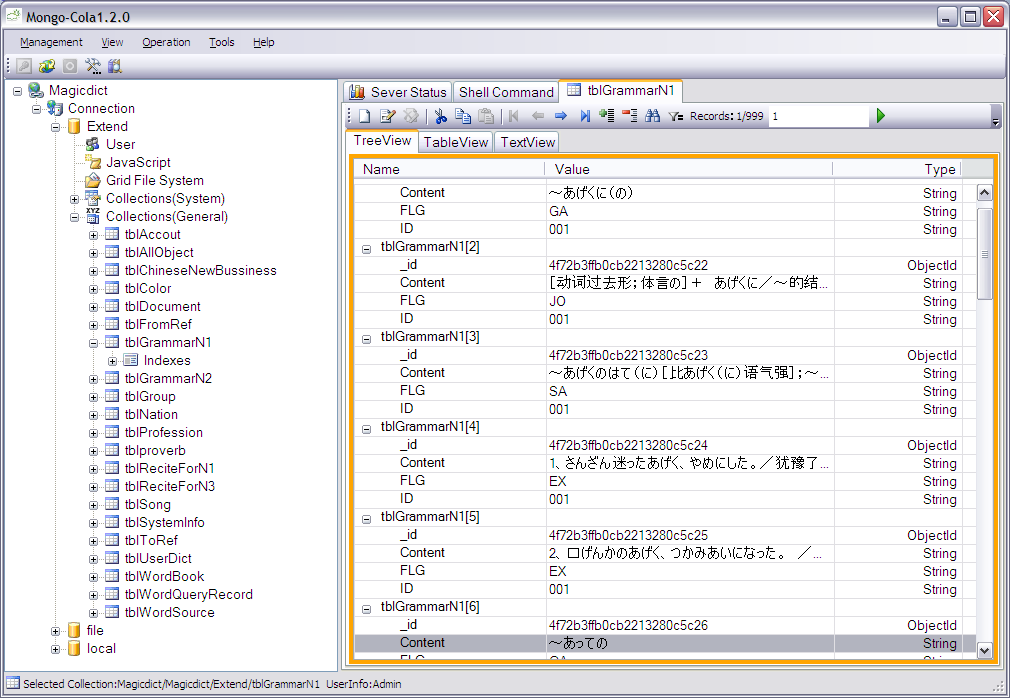 Mongo-Cola1.2.0
Management View Operation Tools Help
Magicdict
Connection
Extend
User
JavaScript
Grid File System
Collections(System)
Collections(General)
tblAccout
tblAllObject
tblChineseNewBussiness
tblColor
tblDocument
tblFromRef
tblGrammarN1
Indexes
tblGrammarN2
tblGroup
tblNation
tblProfession
tblproverb
tblReciteForN1
tblReciteForN3
tblSong
tblSystemInfo
tblToRef
tblUserDict
tblWordBook
tblWordQueryRecord
tblWordSource
file
local
Sever Status Shell Command tblGrammarN1
Records: 1/999 1
TreeView TableView TextView
Name Value Type
Content ～あげくに(の) String
FLG GA String
ID 001 String
tblGrammarN1[2]
_id 4f72b3ffb0cb2213280c5c22 ObjectId
Content [动词过去形;体言の]＋ あげくに／～的结... String
FLG JO String
ID 001 String
tblGrammarN1[3]
_id 4f72b3ffb0cb2213280c5c23 ObjectId
Content ～あげくのはて(に)[比あげく(に)语气强];～... String
FLG SA String
ID 001 String
tblGrammarN1[4]
_id 4f72b3ffb0cb2213280c5c24 ObjectId
Content 1、さんざん迷ったあげく、やめにした。／犹豫了... String
FLG EX String
ID 001 String
tblGrammarN1[5]
_id 4f72b3ffb0cb2213280c5c25 ObjectId
Content 2、口げんかのあげく、つかみあいになった。 ／... String
FLG EX String
ID 001 String
tblGrammarN1[6]
_id 4f72b3ffb0cb2213280c5c26 ObjectId
Content ～あっての String
Selected Collection:Magicdict/Magicdict/Extend/tblGrammarN1 UserInfo:Admin